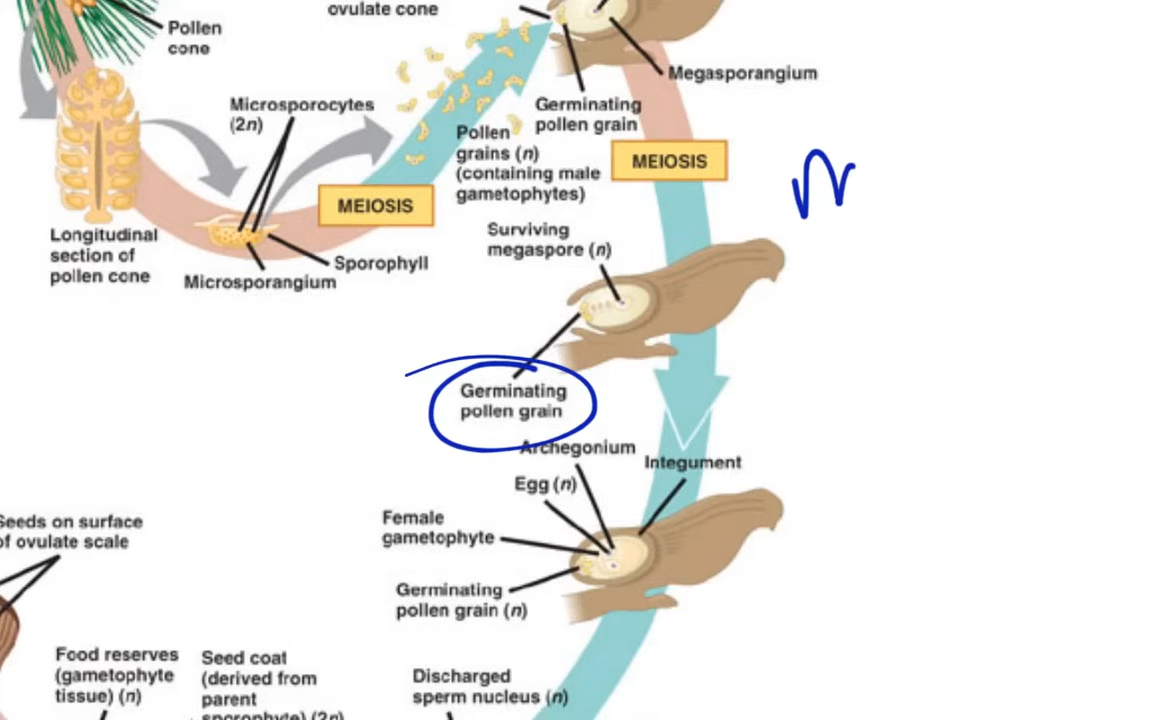 ovulate cone
Pollen
cone
Megasporangium
Microsporocytes
(2n)
Germinating
pollen grain
Pollen
grains (n)
(containing male
gametophytes)
MEIOSIS
n
MEIOSIS
Surviving
megaspore (n)
Longitudinal
section of
pollen cone
Sporophyll
Microsporangium
Germinating
pollen grain
Archegonium
Integument
Egg (n)
Female
gametophyte
Seeds on surface
of ovulate scale
Germinating
pollen grain (n)
Food reserves
(gametophyte
tissue) (n)
Seed coat
(derived from
parent
sporophyte) (2n)
Discharged
sperm nucleus (n)